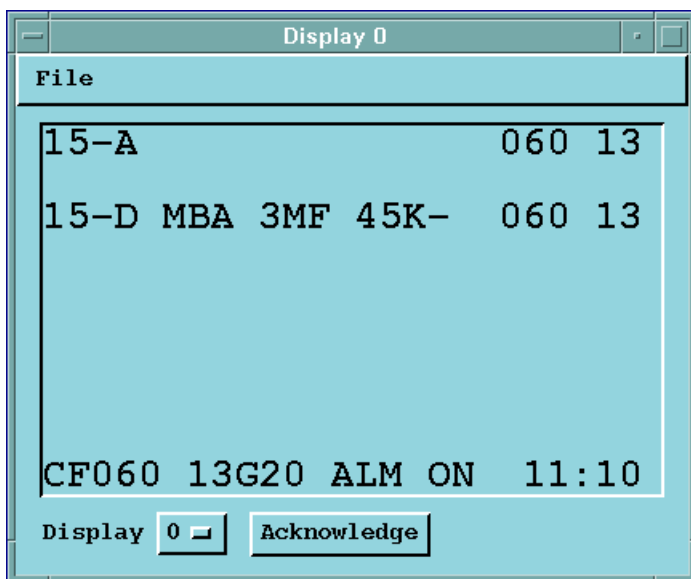 Display 0
File
15-A 060 13
15-D MBA 3MF 45K- 060 13
CF060 13G20 ALM ON 11:10
Display 0 Acknowledge